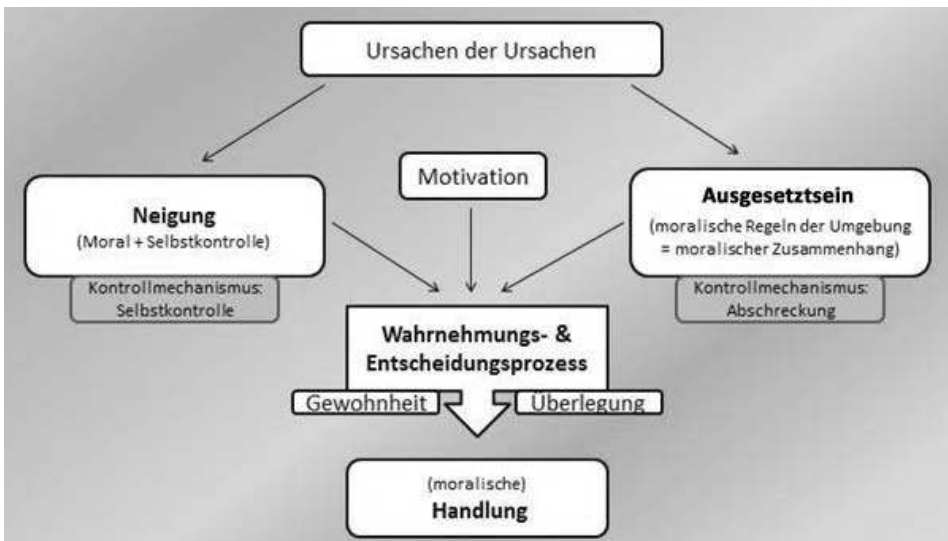 Ursachen der Ursachen
Motivation
Neigung
(Moral + Selbstkontrolle)
Kontrollmechanismus:
Selbstkontrolle
Ausgesetztsein
(moralische Regeln der Umgebung
= moralischer Zusammenhang)
Kontrollmechanismus:
Abschreckung
Wahrnehmungs- &
Entscheidungsprozess
Gewohnheit
Überlegung
(moralische)
Handlung